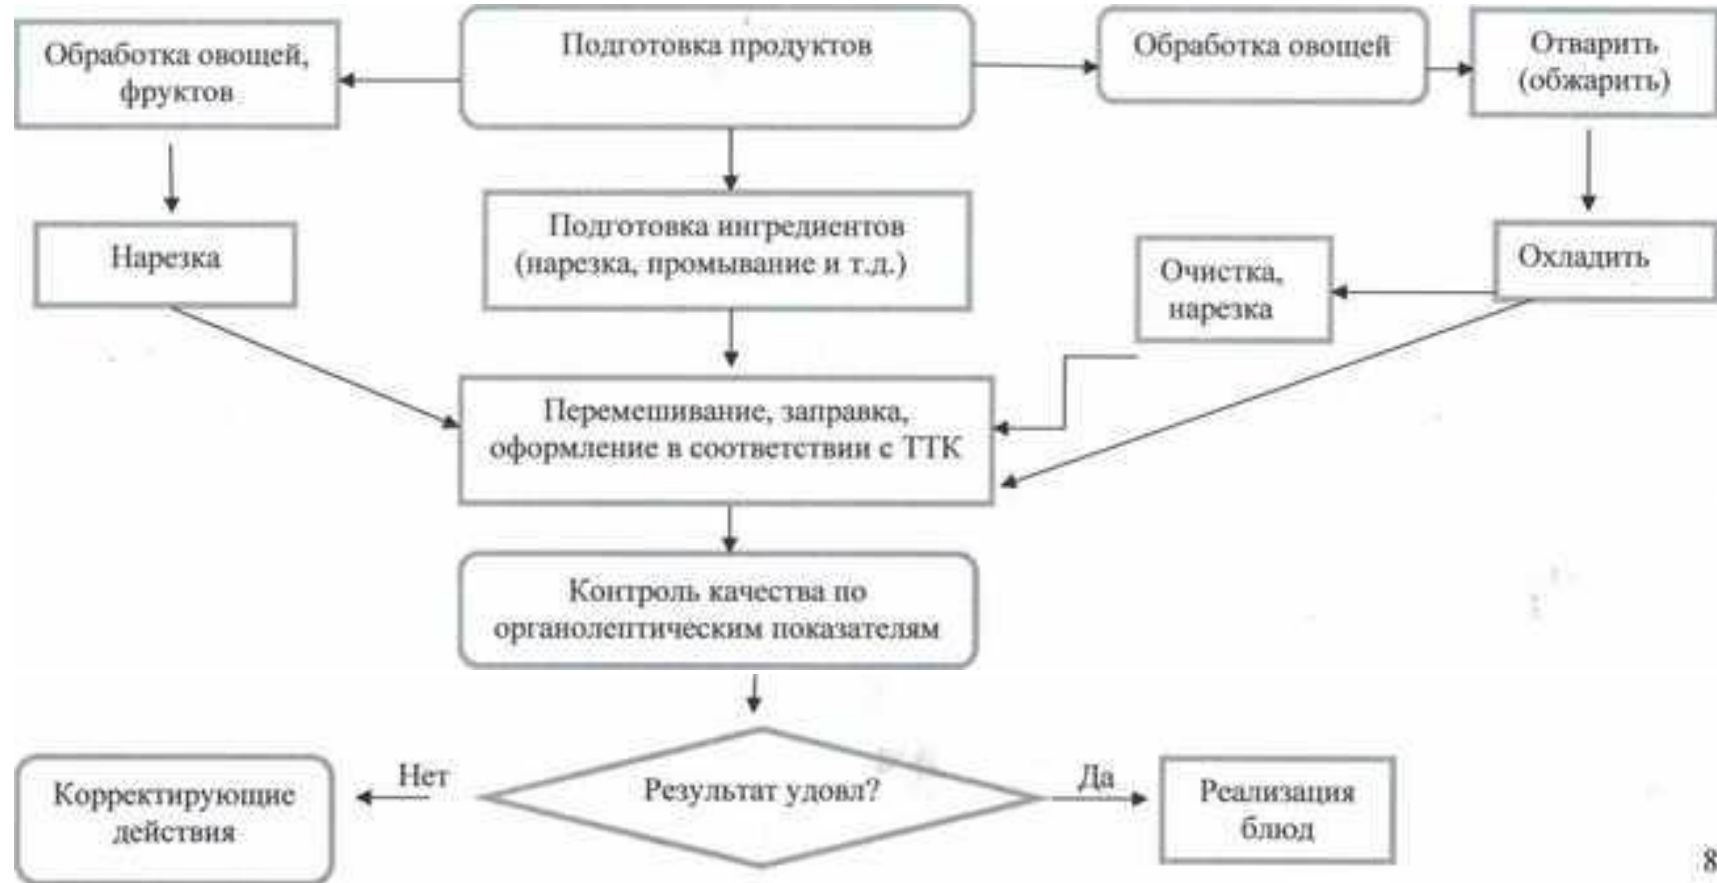 Обработка овощей,
фруктов
Подготовка продуктов
Обработка овощей
Отварить
(обжарить)
Нарезка
Подготовка ингредиентов
(нарезка, промывание и т.д.)
Очистка,
нарезка
Охладить
Перемешивание, заправка,
оформление в соответствии с ТТК
Контроль качества по
органолептическим показателям
Корректирующие
действия
Нет
Результат удовл?
Да
Реализация
блюд
8